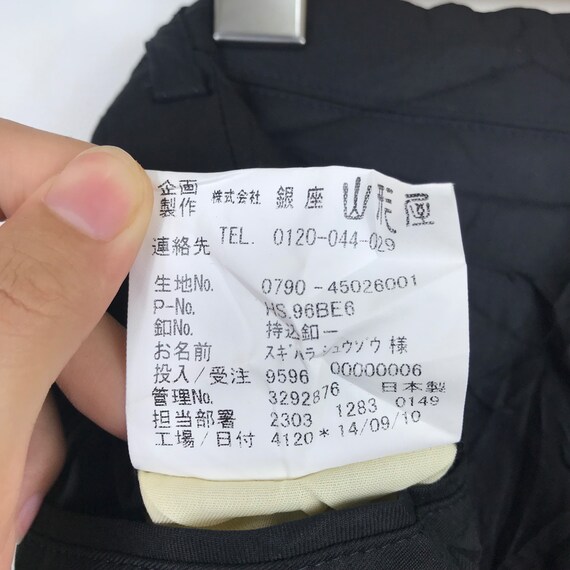 企画
製作 株式会社 銀座 山形屋
連絡先 TEL. 0120-044-029
生地No. 0790-45026001
P-No. HS.96BE6
釦No. 持込釦一
お名前 スギハラシュウゾウ 様
投入/受注 9596 00000006
管理No. 3292876 日本製
担当部署 2303 1283 0149
工場/日付 4120*14/09/10